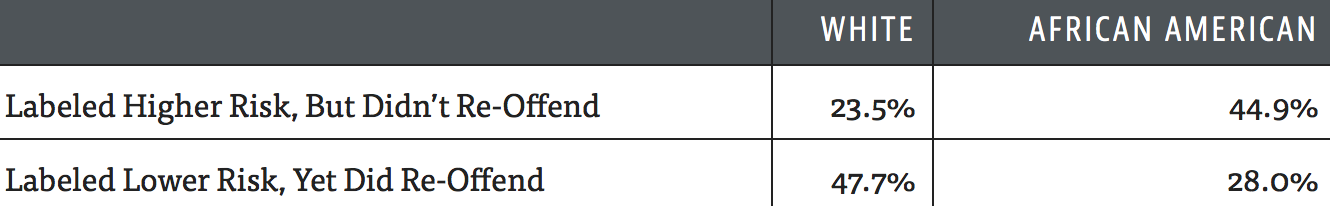 WHITE AFRICAN AMERICAN
Labeled Higher Risk, But Didn’t Re-Offend 23.5% 44.9%
Labeled Lower Risk, Yet Did Re-Offend 47.7% 28.0%